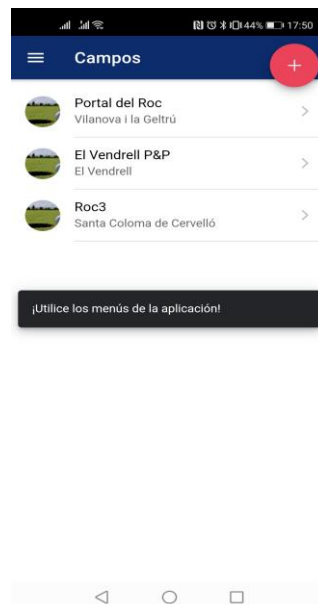 44% 17:50
Campos
+
Portal del Roc
Vilanova i la Geltrú
El Vendrell P&P
El Vendrell
Roc3
Santa Coloma de Cervelló
¡Utilice los menús de la aplicación!